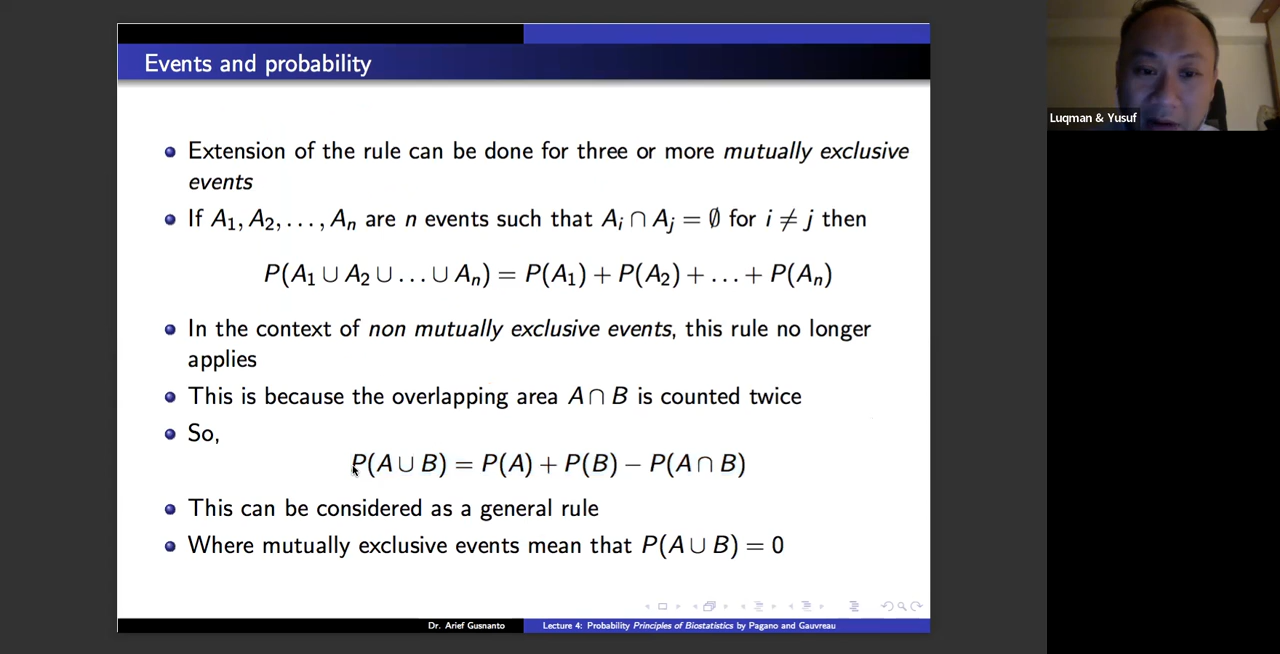 Events and probability
Luqman & Yusuf
Extension of the rule can be done for three or more mutually exclusive
events
If A₁, A₂, . . . , Aₙ are n events such that Aᵢ ∩ Aⱼ = ∅ for i ≠ j then
P(A₁ ∪ A₂ ∪ . . . ∪ Aₙ) = P(A₁) + P(A₂) + . . . + P(Aₙ)
In the context of non mutually exclusive events, this rule no longer
applies
This is because the overlapping area A ∩ B is counted twice
So,
P(A ∪ B) = P(A) + P(B) − P(A ∩ B)
This can be considered as a general rule
Where mutually exclusive events mean that P(A ∪ B) = 0
Dr. Arief Gusnanto
Lecture 4: Probability Principles of Biostatistics by Pagano and Gauvreau